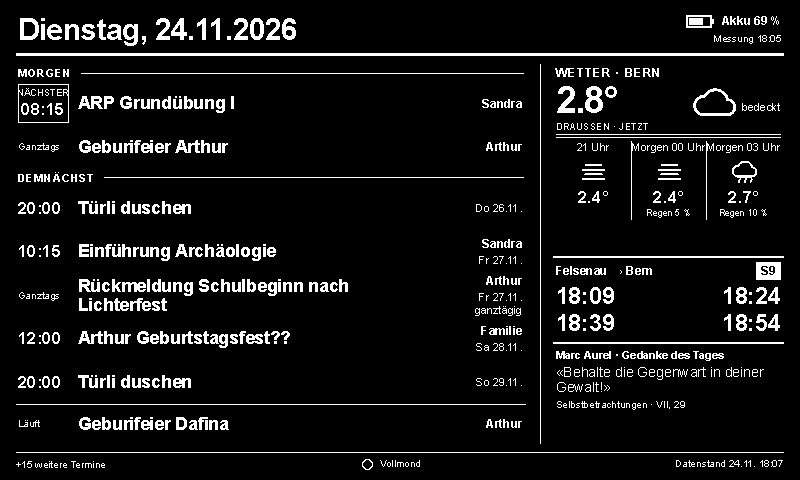 Dienstag, 24.11.2026
Akku 69 %
Messung 18:05
MORGEN
NÄCHSTER
08:15 ARP Grundübung I Sandra
Ganztags Geburifeier Arthur Arthur
DEMNÄCHST
20:00 Türli duschen Do 26.11.
10:15 Einführung Archäologie Sandra
Fr 27.11.
Ganztags Rückmeldung Schulbeginn nach
Lichterfest
Arthur
Fr 27.11.
ganztägig
12:00 Arthur Geburtstagsfest?? Familie
Sa 28.11.
20:00 Türli duschen So 29.11.
Läuft Geburifeier Dafina Arthur
WETTER · BERN
2.8° bedeckt
DRAUSSEN · JETZT
21 Uhr Morgen 00 Uhr Morgen 03 Uhr
2.4° 2.4° 2.7°
Regen 5 % Regen 10 %
Felsenau › Bern S9
18:09 18:24
18:39 18:54
Marc Aurel · Gedanke des Tages
«Behalte die Gegenwart in deiner
Gewalt!»
Selbstbetrachtungen · VII, 29
+15 weitere Termine Vollmond Datenstand 24.11. 18:07